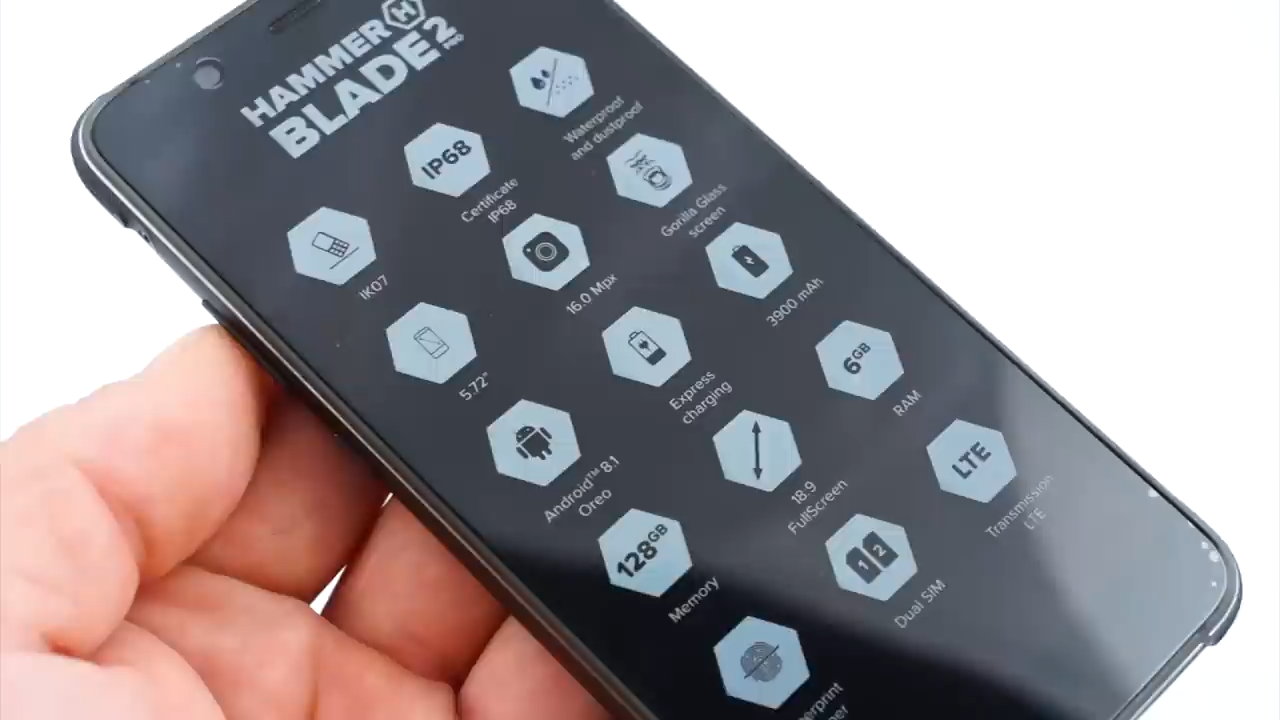 HAMMER H
BLADE 2
PRO
Waterproof
and dustproof
IP68
Certificate
IP68
Gorilla Glass
screen
IK07
16.0 Mpx
3900 mAh
5.72"
Express
charging
6GB
RAM
Android™ 8.1
Oreo
18.9
FullScreen
LTE
Transmission
LTE
128GB
Memory
1 2
Dual SIM